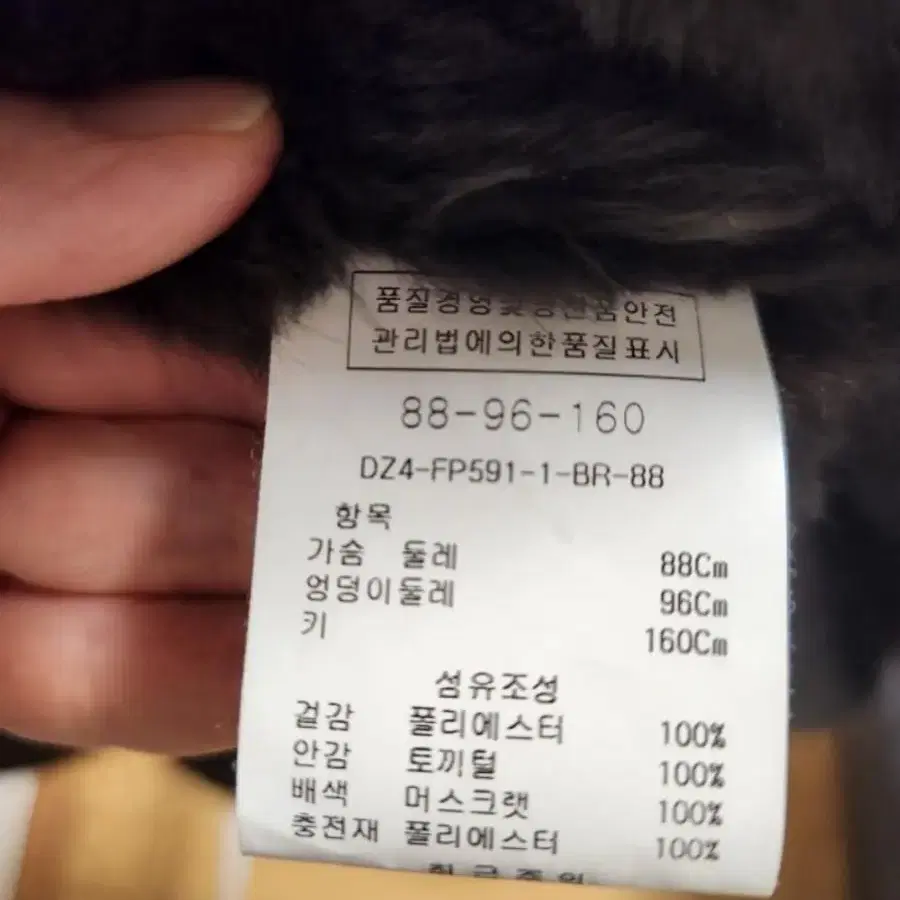 품질경영및공산품안전
관리법에의한품질표시
88-96-160
DZ4-FP591-1-BR-88
항목
가슴 둘레 88Cm
엉덩이둘레 96Cm
키 160Cm
섬유조성
겉감 폴리에스터 100%
안감 토끼털 100%
배색 머스크랫 100%
충전재 폴리에스터 100%